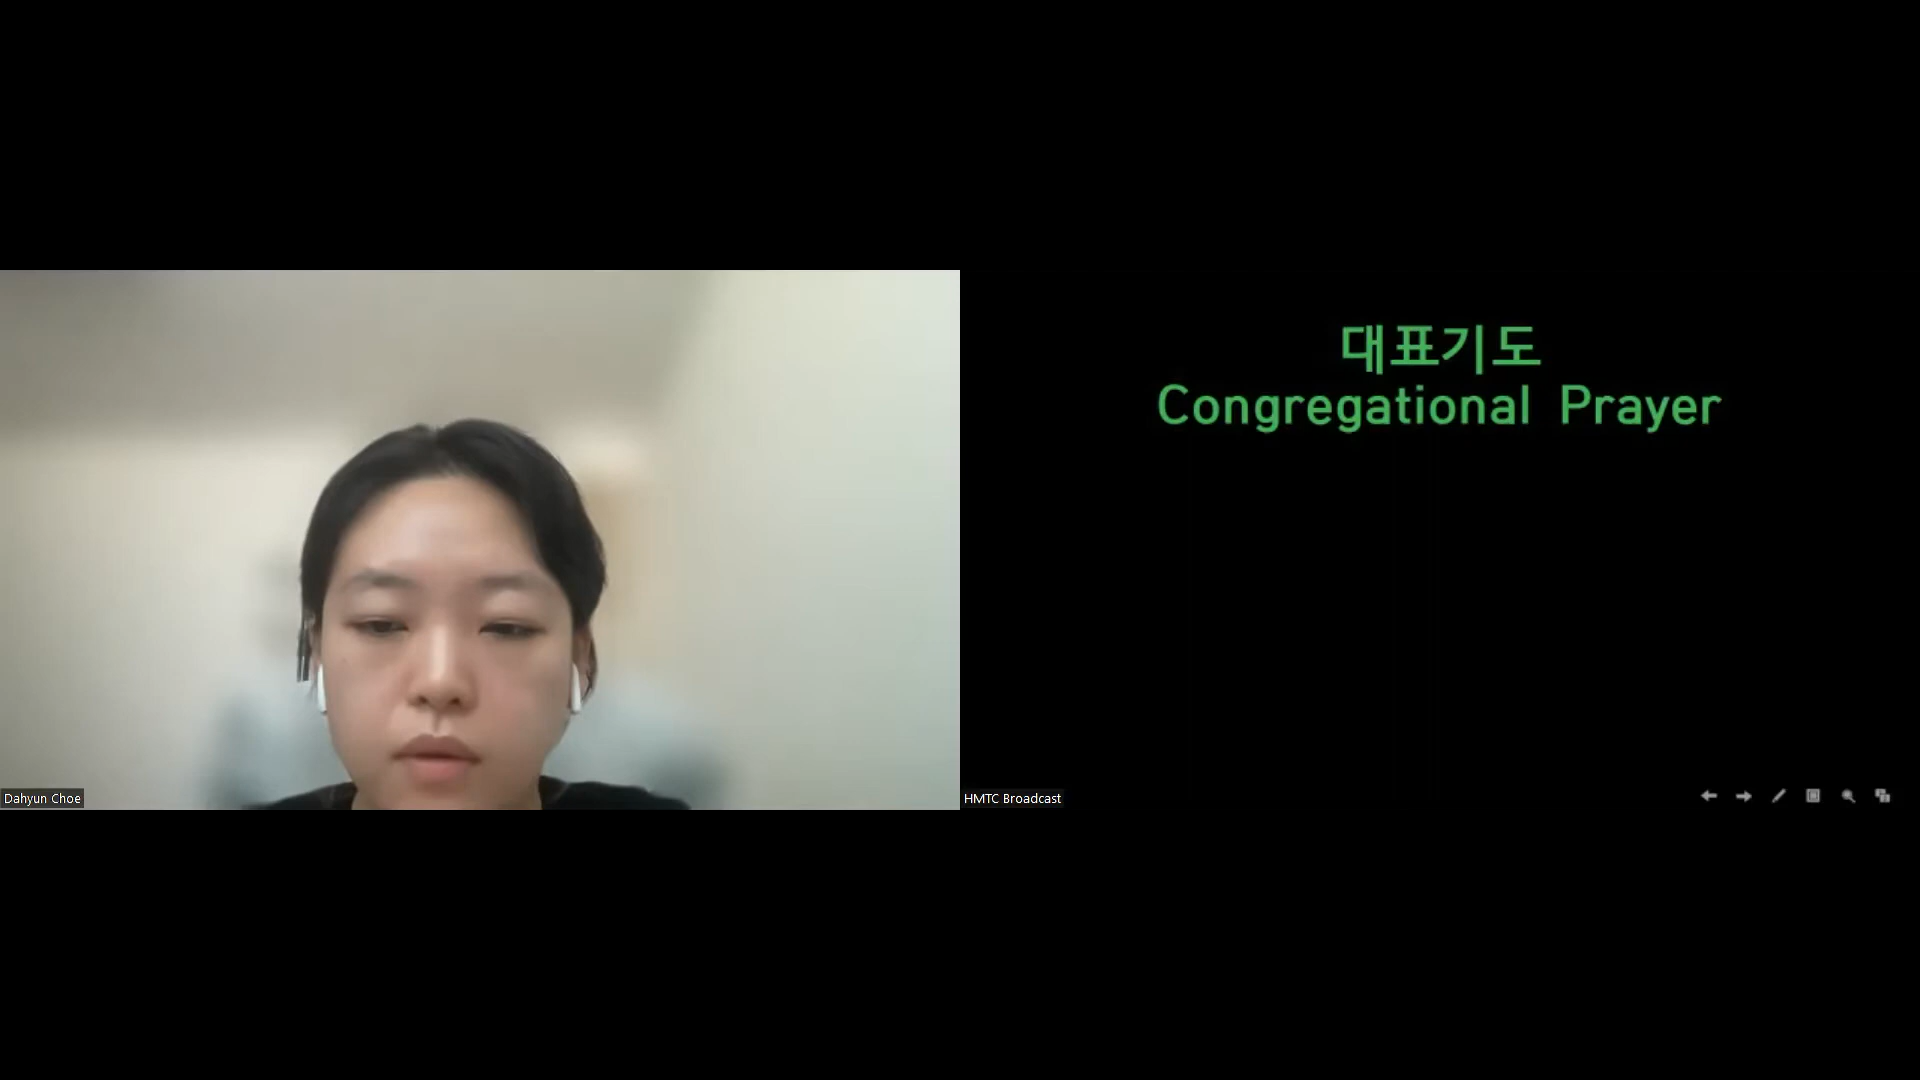 대표기도
Congregational Prayer
Dahyun Choe
HMTC Broadcast